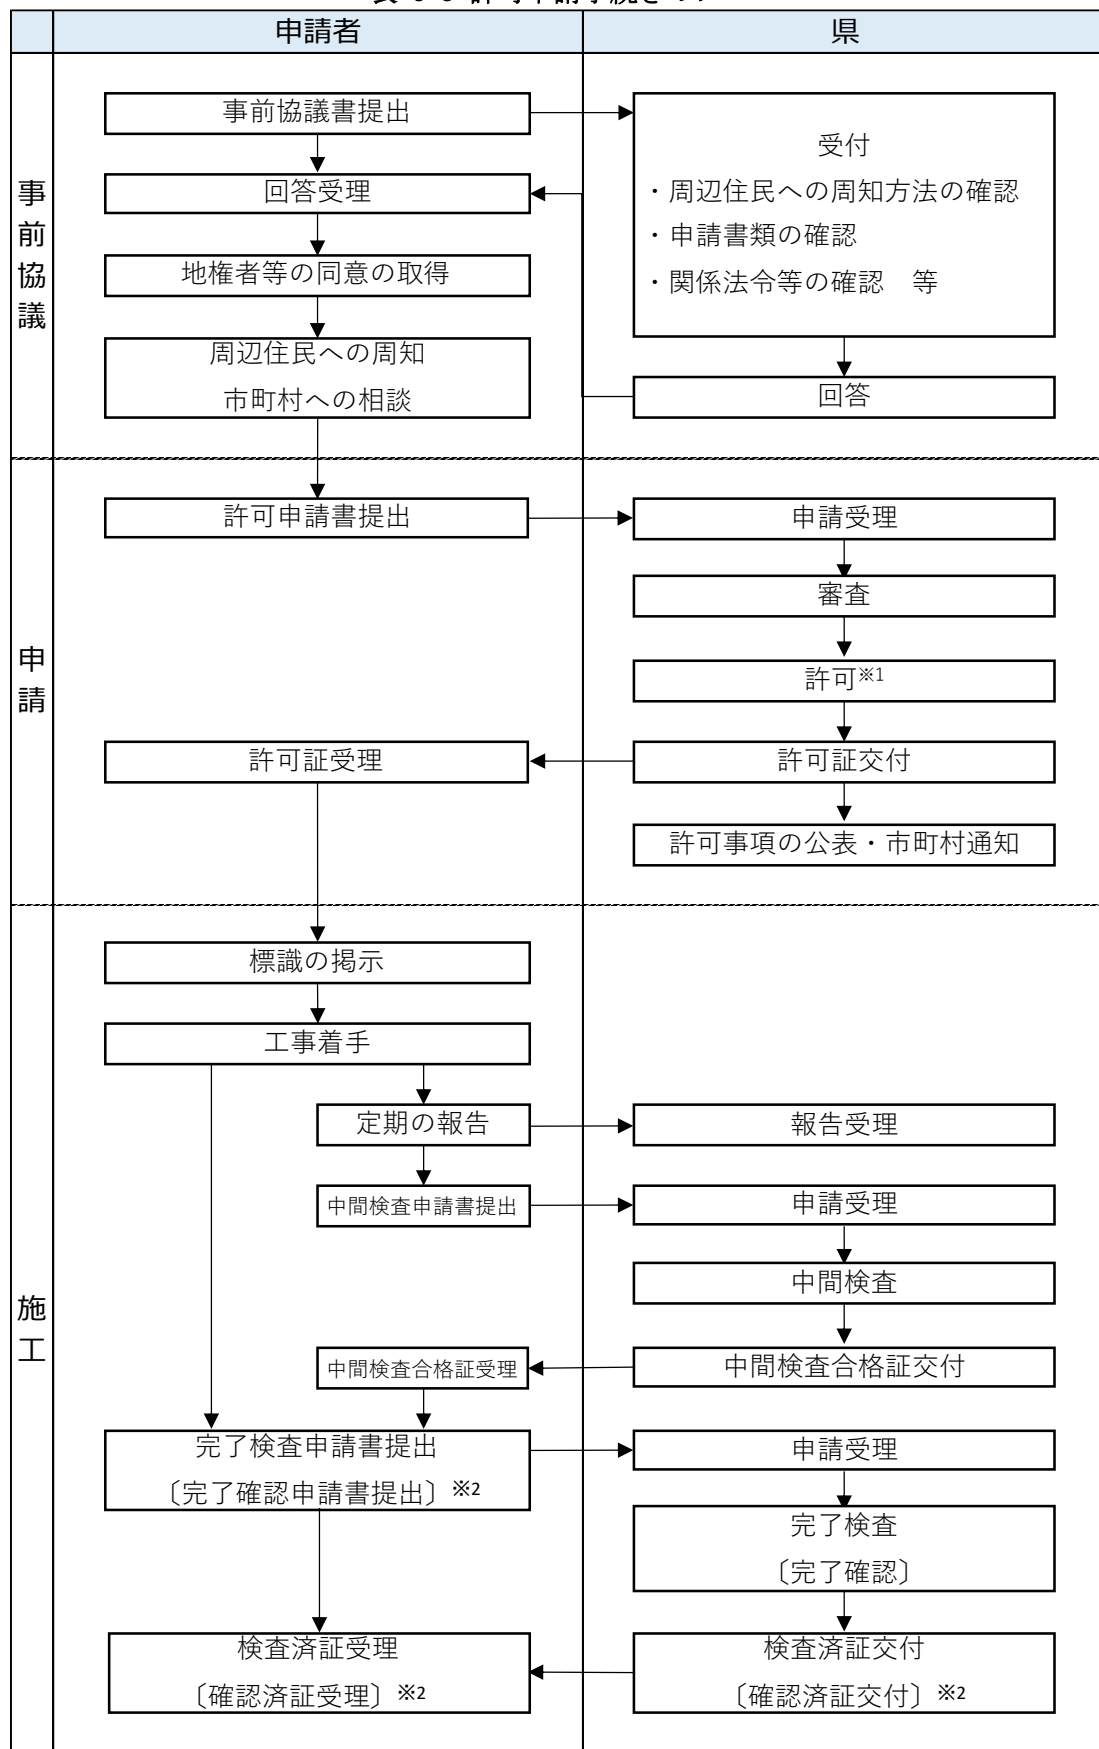 申請者
県
事前協議
事前協議書提出
回答受理
地権者等の同意の取得
周辺住民への周知
市町村への相談
受付
・周辺住民への周知方法の確認
・申請書類の確認
・関係法令等の確認　等
回答
申請
許可申請書提出
申請受理
審査
許可※1
許可証受理
許可証交付
許可事項の公表・市町村通知
施工
標識の掲示
工事着手
定期の報告
報告受理
中間検査申請書提出
申請受理
中間検査
中間検査合格証受理
中間検査合格証交付
完了検査申請書提出
〔完了確認申請書提出〕※2
申請受理
完了検査
〔完了確認〕
検査済証受理
〔確認済証受理〕※2
検査済証交付
〔確認済証交付〕※2